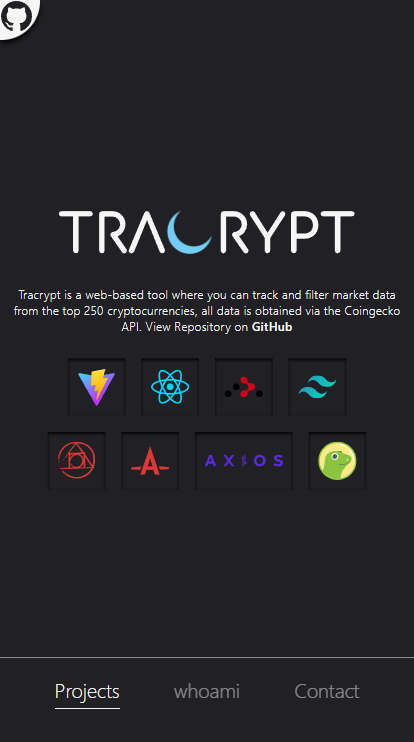 TRACRYPT
Tracrypt is a web-based tool where you can track and filter market data
from the top 250 cryptocurrencies, all data is obtained via the Coingecko
API. View Repository on GitHub
AXIOS
Projects whoami Contact